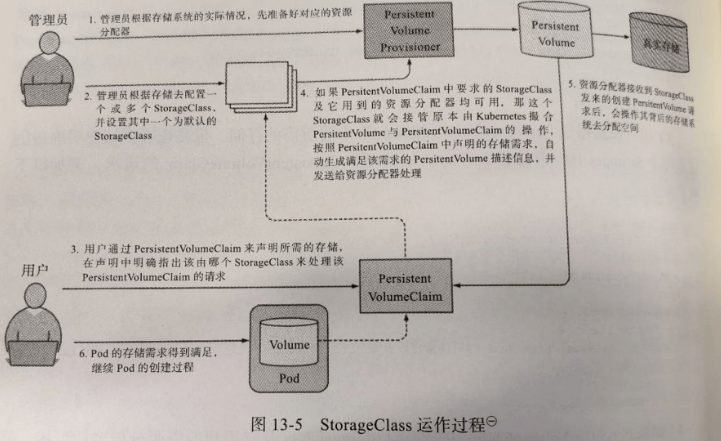 管理员
1. 管理员根据存储系统的实际情况，先准备好对应的资源
分配器
Persistent
Volume
Provisioner
Persistent
Volume
真实存储
2. 管理员根据存储去配置一
个或多个 StorageClass，
并设置其中一个为默认的
StorageClass
4. 如果 PersitentVolumeClaim 中要求的 StorageClass
及它用到的资源分配器均可用，那这个
StorageClass 就会接管原本由 Kubernetes 撮合
PersitentVolume 与 PersitentVolumeClaim 的操作，
按照 PersitentVolumeClaim 中声明的存储需求，自
动生成满足该需求的 PersitentVolume 描述信息，并
发送给资源分配器处理
5. 资源分配器接收到 StorageClass
发来的创建 PersitentVolume 请
求后，会操作其背后的存储系
统去分配空间
3. 用户通过 PersistentVolumeClaim 来声明所需的存储，
在声明中明确指出该由哪个 StorageClass 来处理该
PersistentVolumeClaim 的请求
用户
Persistent
VolumeClaim
6. Pod 的存储需求得到满足，
继续 Pod 的创建过程
Volume
Pod
图 13-5 StorageClass 运作过程㊀